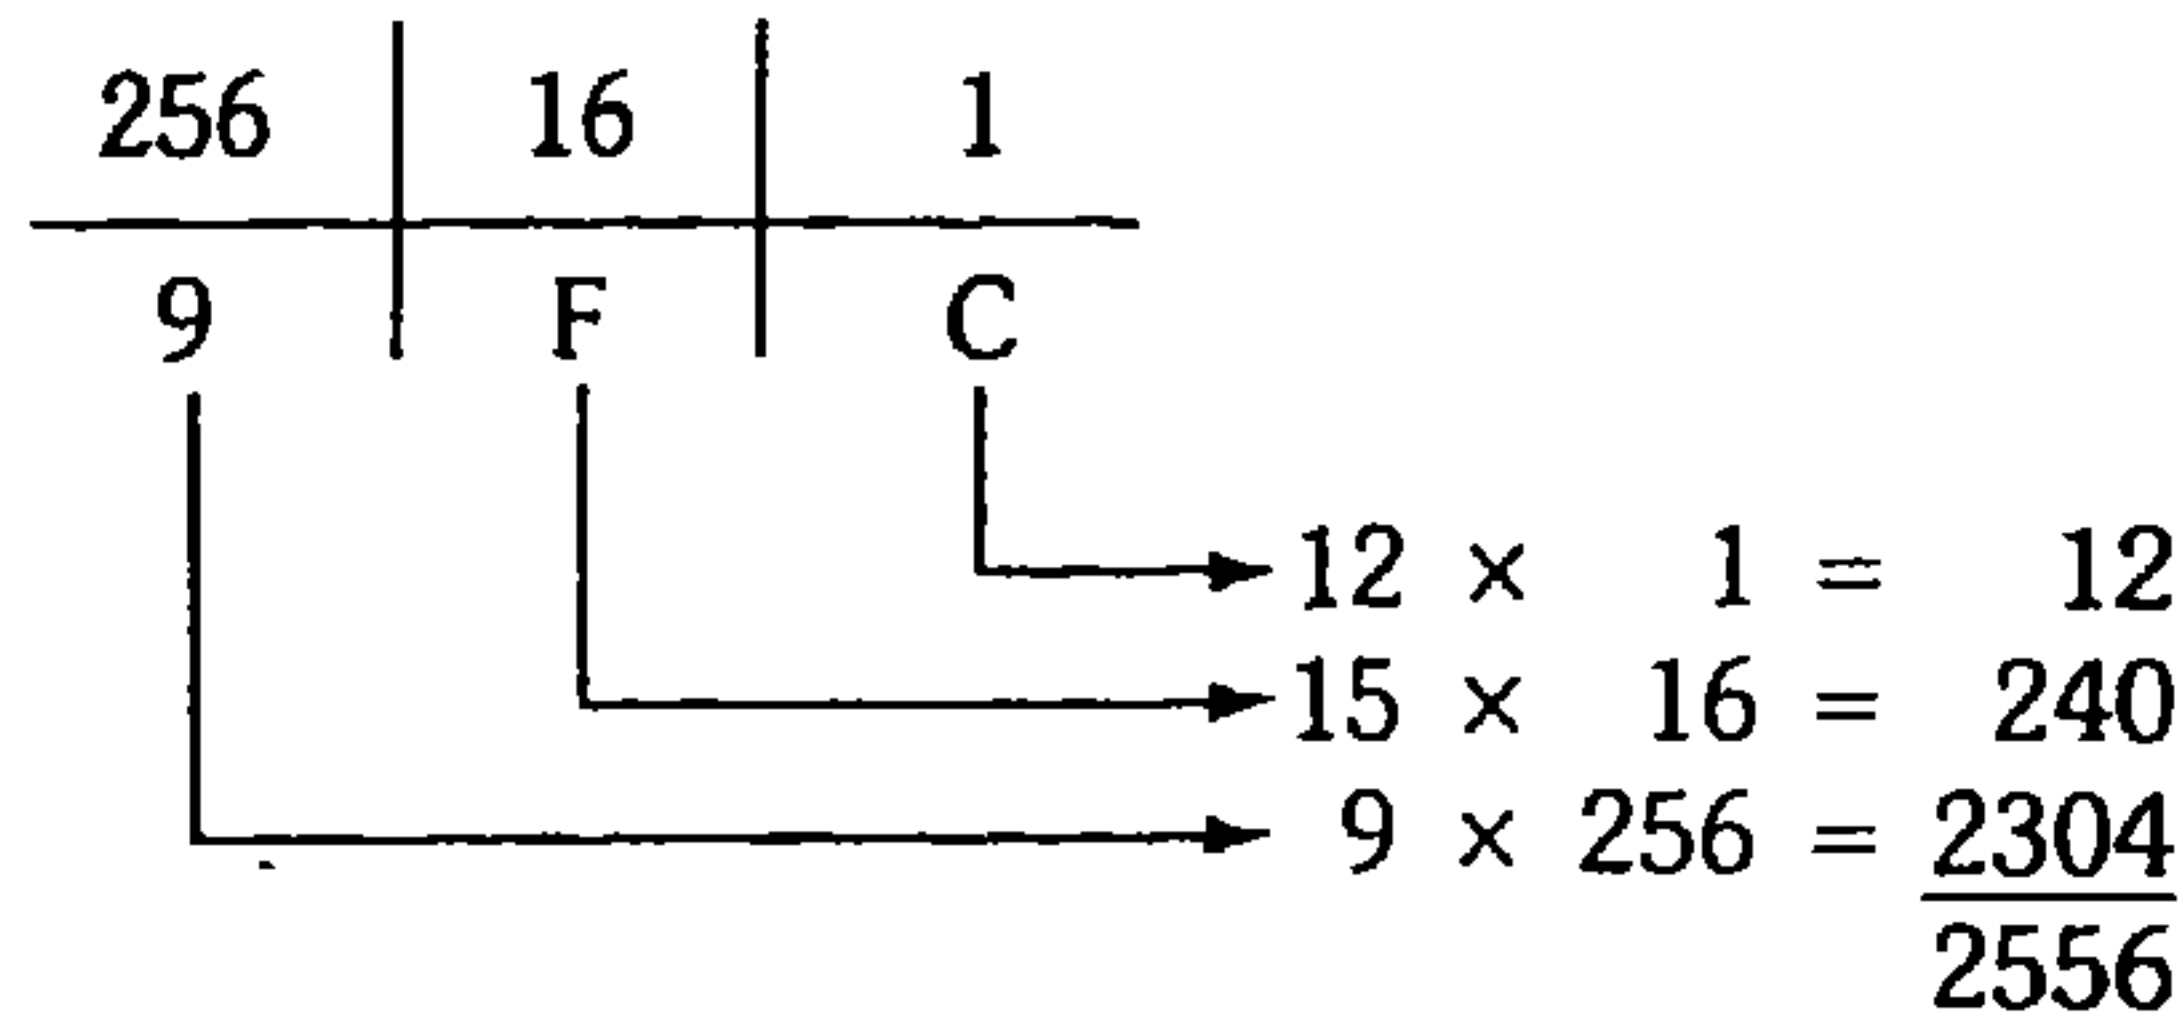 256 16 1
9 F C
12 × 1 = 12
15 × 16 = 240
9 × 256 = 2304
2556